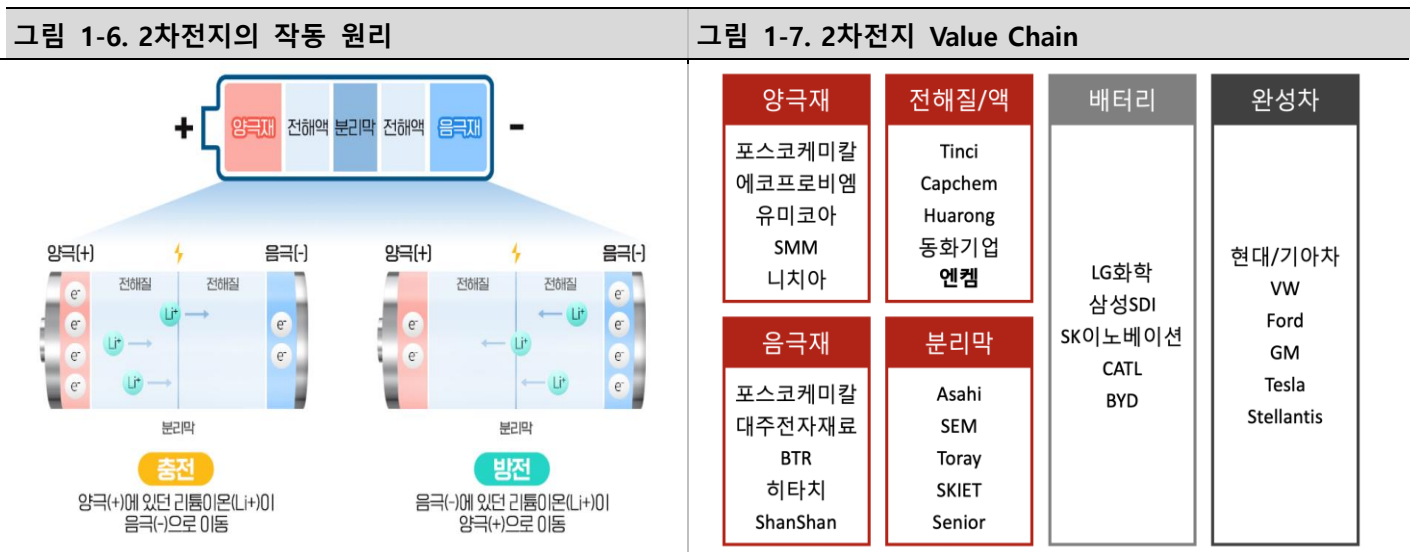 그림 1-6. 2차전지의 작동 원리
+ 양극재 전해액 분리막 전해액 음극재 -
양극(+) 음극(-)
전해질 전해질
e-
Li+
e-
e-
e-
Li+
e-
Li+
e-
분리막
충전
양극(+)에 있던 리튬이온(Li+)이
음극(-)으로 이동
양극(+) 음극(-)
전해질 전해질
e-
Li+
e-
e-
e-
Li+
e-
Li+
e-
분리막
방전
음극(-)에 있던 리튬이온(Li+)이
양극(+)으로 이동
그림 1-7. 2차전지 Value Chain
양극재
포스코케미칼
에코프로비엠
유미코아
SMM
니치아
전해질/액
Tinci
Capchem
Huarong
동화기업
엔켐
음극재
포스코케미칼
대주전자재료
BTR
히타치
ShanShan
분리막
Asahi
SEM
Toray
SKIET
Senior
배터리
LG화학
삼성SDI
SK이노베이션
CATL
BYD
완성차
현대/기아차
VW
Ford
GM
Tesla
Stellantis